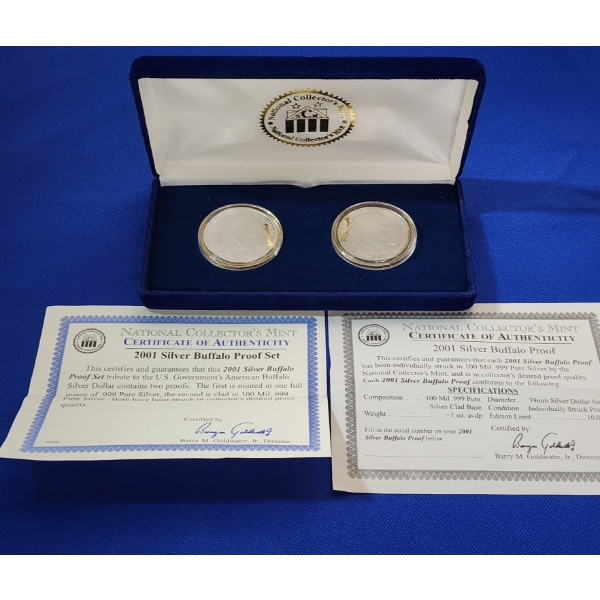 National Collector's Mint
NCM
National Collector's Mint
NATIONAL COLLECTOR'S MINT
CERTIFICATE OF AUTHENTICITY
2001 Silver Buffalo Proof Set
This certifies and guarantees that this 2001 Silver Buffalo
Proof Set tribute to the U.S. Government's American Buffalo
Silver Dollar contains two proofs. The first is minted in one full
ounce of .999 Pure Silver, the second is clad in 100 Mil .999
Pure Silver. Both have been struck in collector's desired proof
quality.
Certified by:
Barry M. Goldwater, Jr., Director
NATIONAL COLLECTOR'S MINT
CERTIFICATE OF AUTHENTICITY
2001 Silver Buffalo Proof
This certifies and guarantees that each 2001 Silver Buffalo Proof
has been individually struck in 100 Mil .999 Pure Silver by the
National Collector's Mint, and is in collector's desired proof quality.
Each 2001 Silver Buffalo Proof conforms to the following:
SPECIFICATIONS
Composition 100 Mil .999 Pure Diameter 39mm Silver Dollar
Silver Clad Base Condition Individually Struck
Weight ~1 oz. avdp Edition Limit
Fill in the serial number on your 2001
Silver Buffalo Proof below
Certified by:
Barry M. Goldwater, Jr., Director